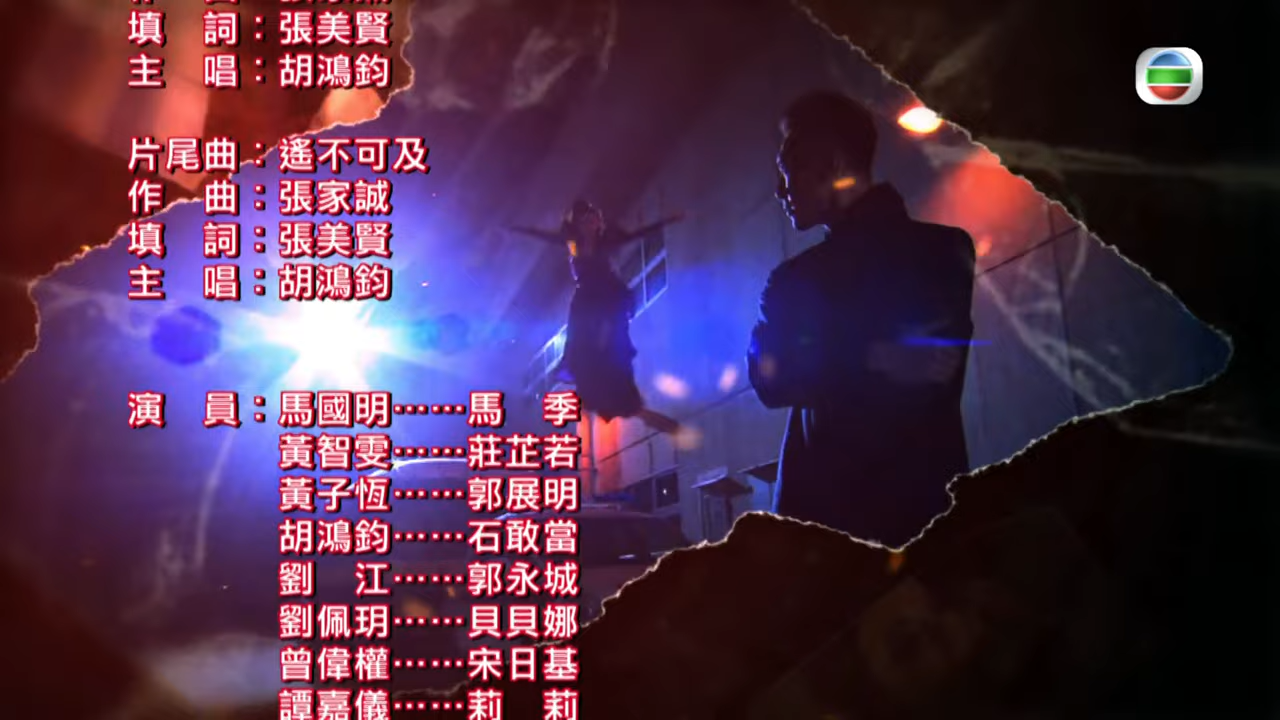 填　詞：張美賢
主　唱：胡鴻鈞
片尾曲：遙不可及
作　曲：張家誠
填　詞：張美賢
主　唱：胡鴻鈞
演　員：馬國明⋯⋯馬　季
黃智雯⋯⋯莊芷若
黃子恆⋯⋯郭展明
胡鴻鈞⋯⋯石敢當
劉　江⋯⋯郭永城
劉佩玥⋯⋯貝貝娜
曾偉權⋯⋯宋日基
譚嘉儀⋯⋯莉　莉